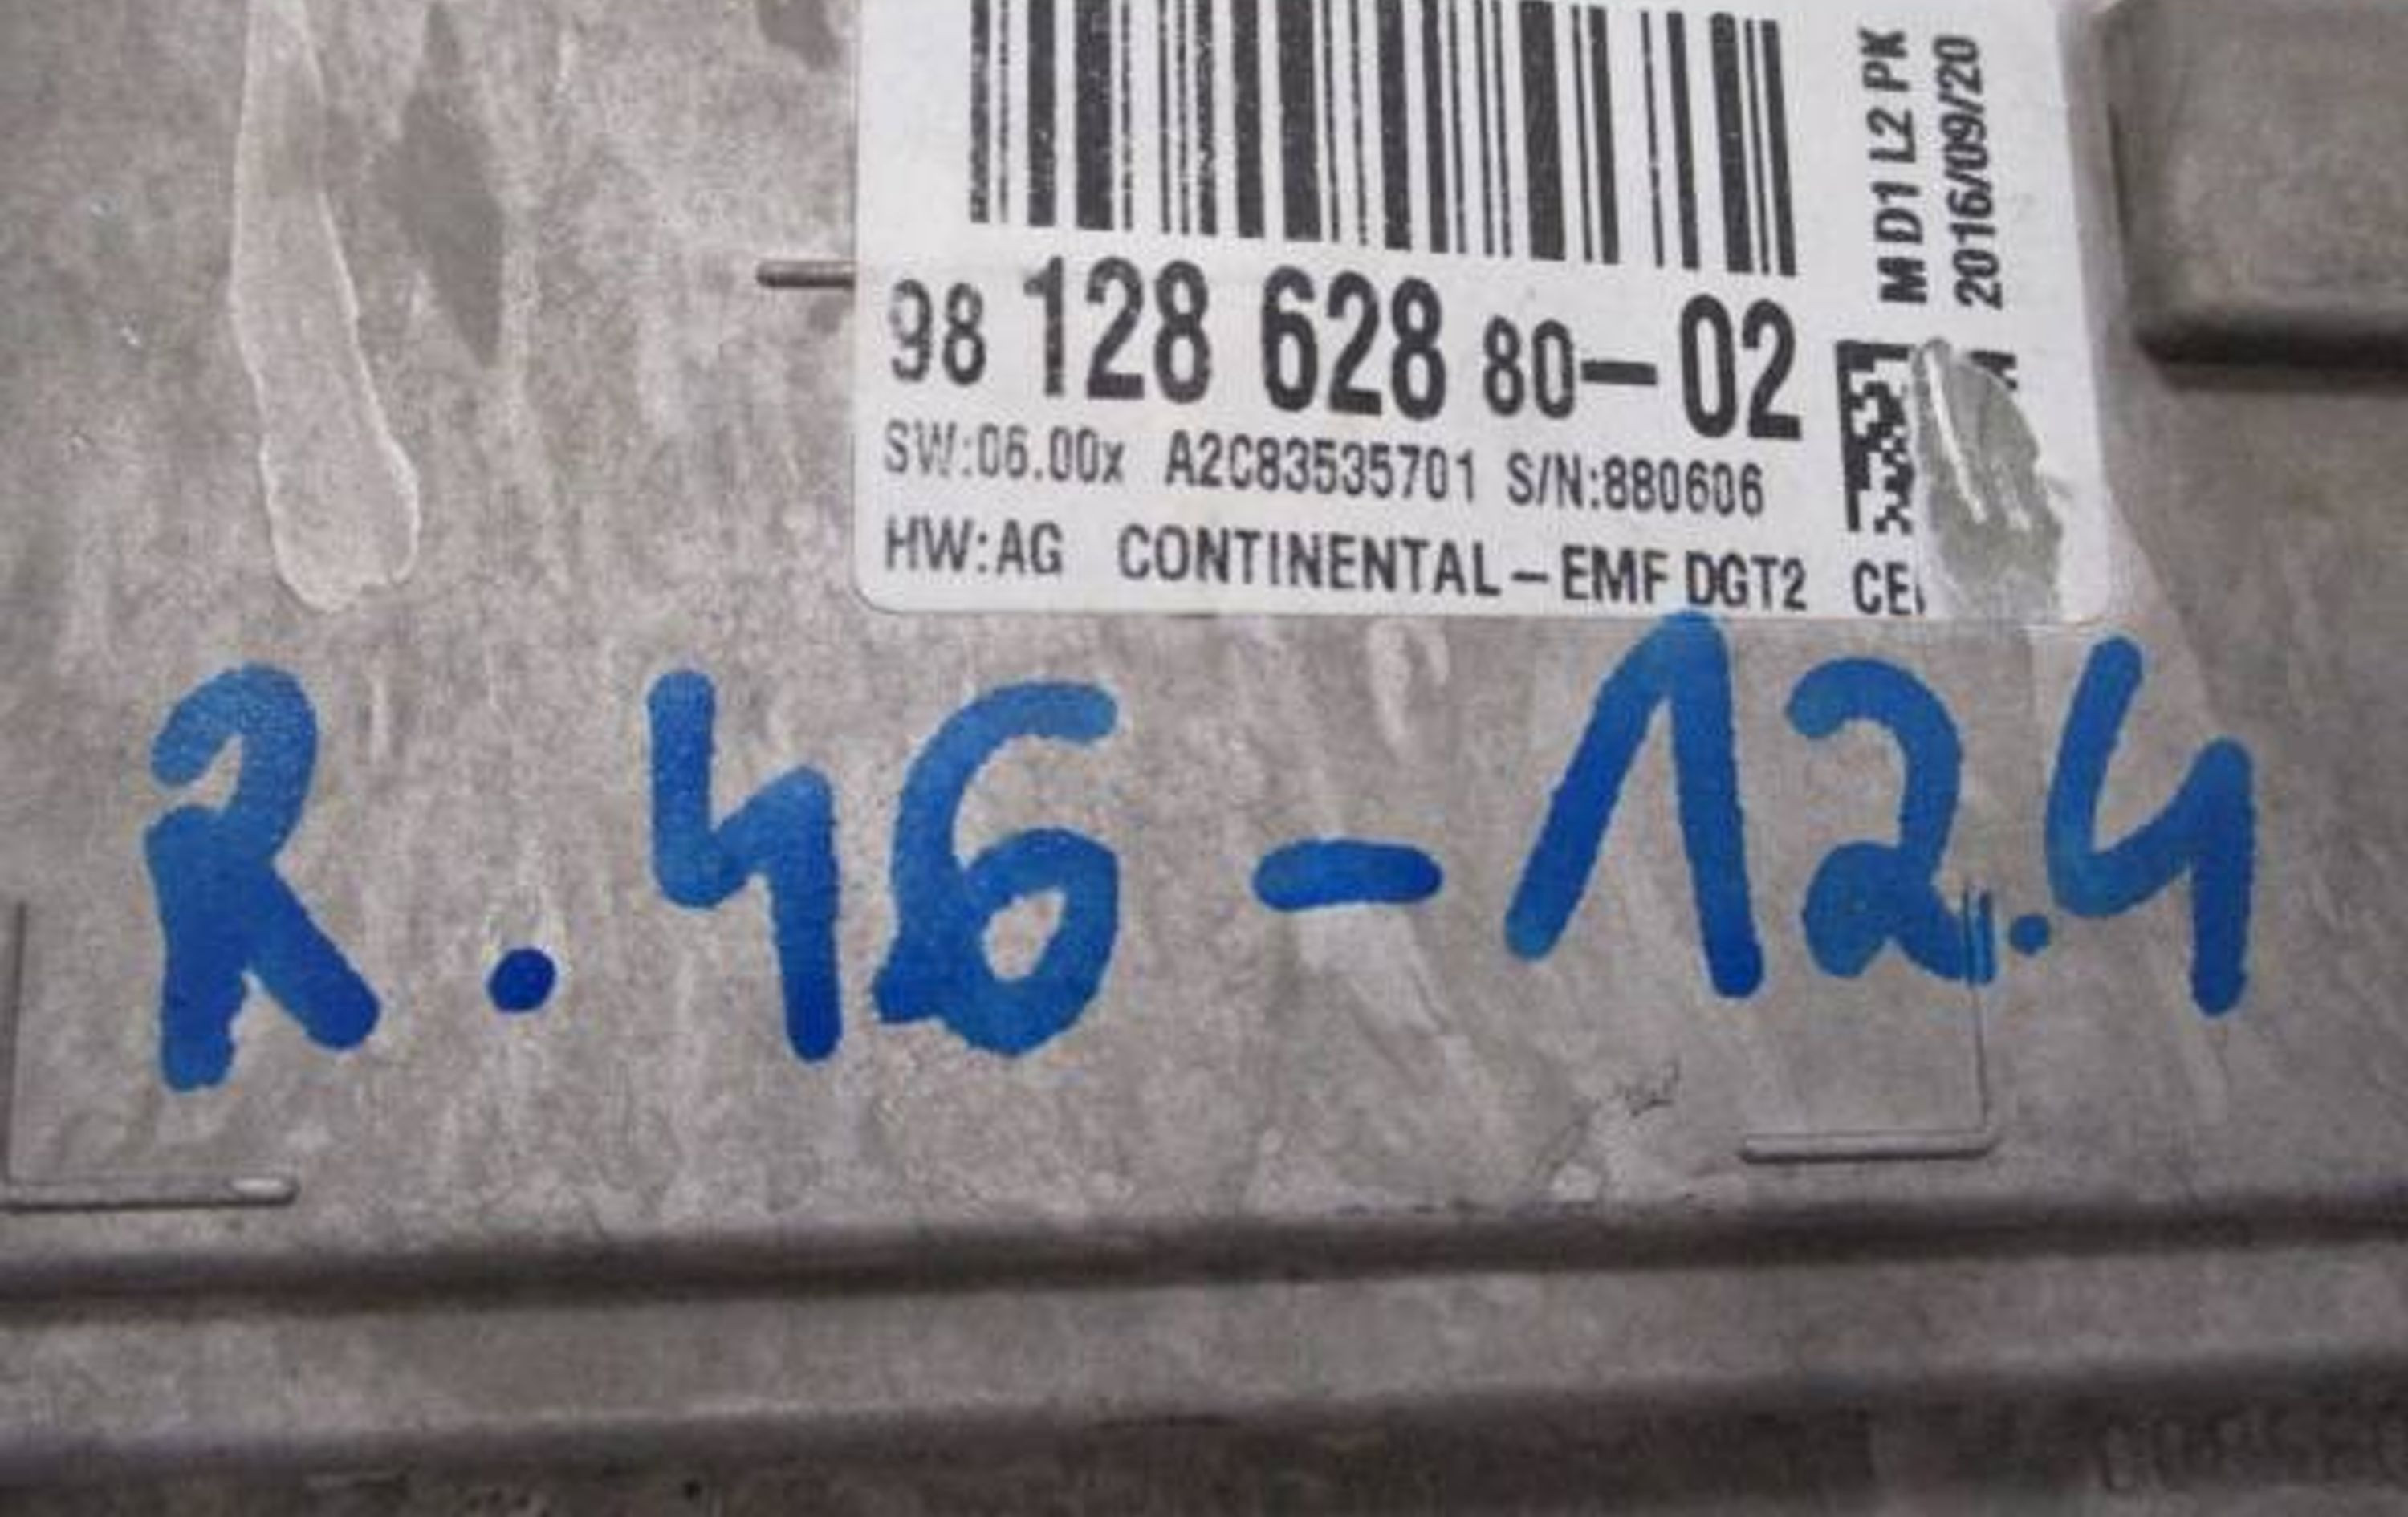 98 128 628 80-02
SW:06.00x A2C83535701 S/N:880606
HW:AG CONTINENTAL-EMF DGT2
M D1 L2 PK
2016/09/20
R.46-12.4